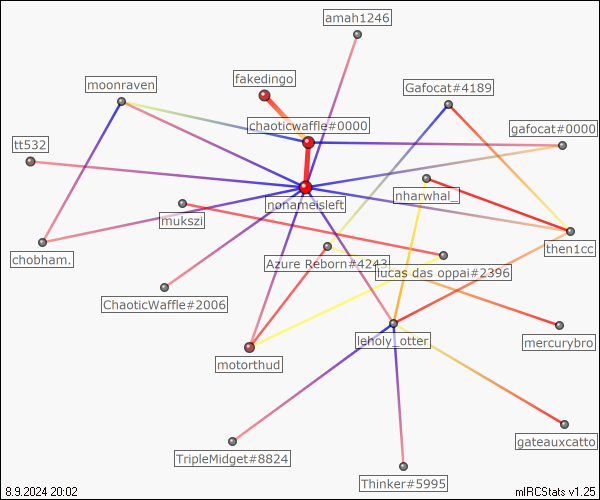 amah1246
fakedingo
moonraven
Gafocat#4189
chaoticwaffle#0000
gafocat#0000
tt532
nharwhal_
nonameisleft
mukszi
then1cc
chobham.
Azure Reborn#4243
lucas das oppai#2396
ChaoticWaffle#2006
leholy_otter
mercurybro
motorthud
gateauxcatto
TripleMidget#8824
Thinker#5995
8.9.2024 20:02
mIRCStats v1.25